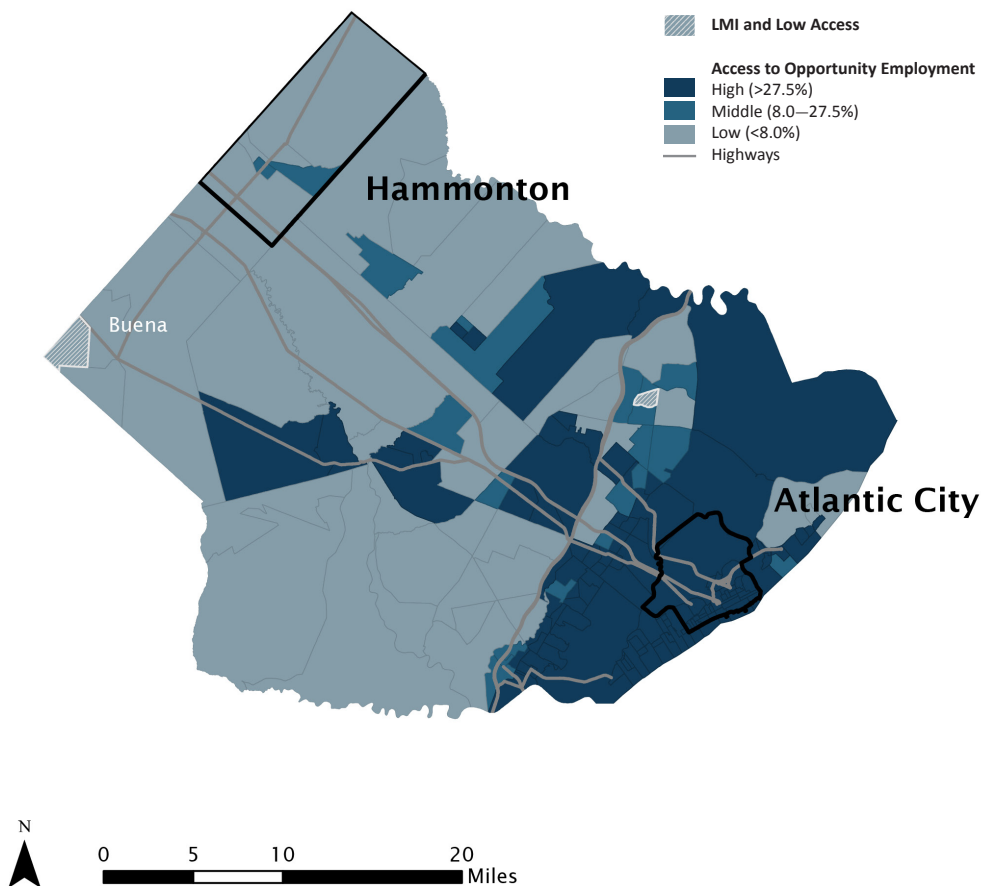 LMI and Low Access
Access to Opportunity Employment
High (>27.5%)
Middle (8.0—27.5%)
Low (<8.0%)
Highways
Hammonton
Buena
Atlantic City
N
0 5 10 20
Miles